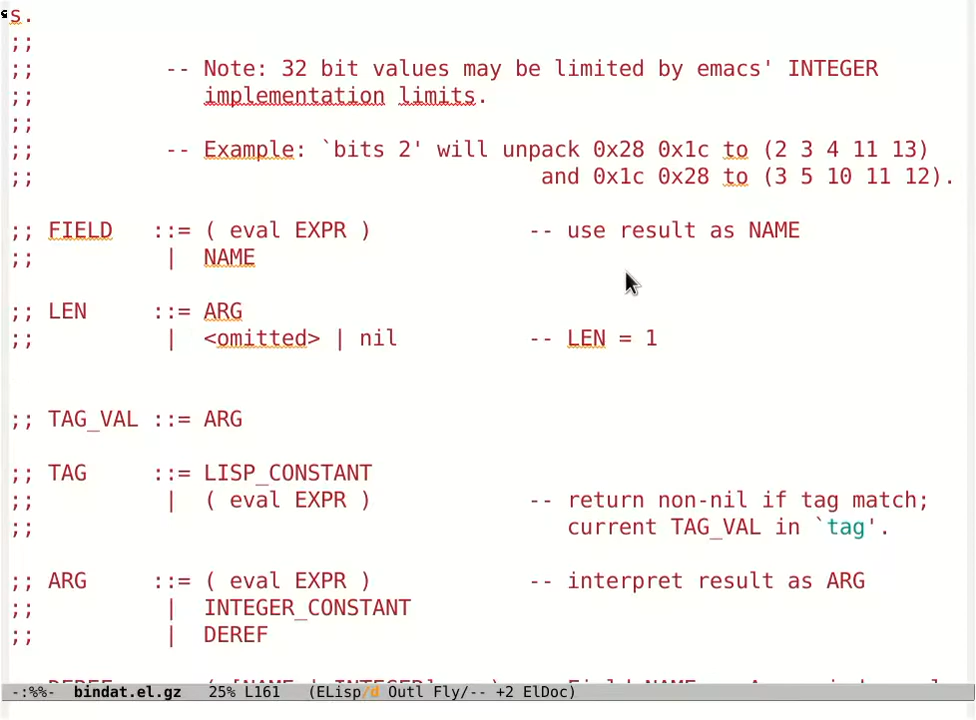 s.
;;
;; -- Note: 32 bit values may be limited by emacs' INTEGER
;; implementation limits.
;;
;; -- Example: `bits 2' will unpack 0x28 0x1c to (2 3 4 11 13)
;; and 0x1c 0x28 to (3 5 10 11 12).
;; FIELD ::= ( eval EXPR ) -- use result as NAME
;; | NAME
;; LEN ::= ARG
;; | <omitted> | nil -- LEN = 1
;; TAG_VAL ::= ARG
;; TAG ::= LISP_CONSTANT
;; | ( eval EXPR ) -- return non-nil if tag match;
;; current TAG_VAL in `tag'.
;; ARG ::= ( eval EXPR ) -- interpret result as ARG
;; | INTEGER_CONSTANT
;; | DEREF
-:%%- bindat.el.gz 25% L161 (ELisp/d Outl Fly/-- +2 ElDoc)